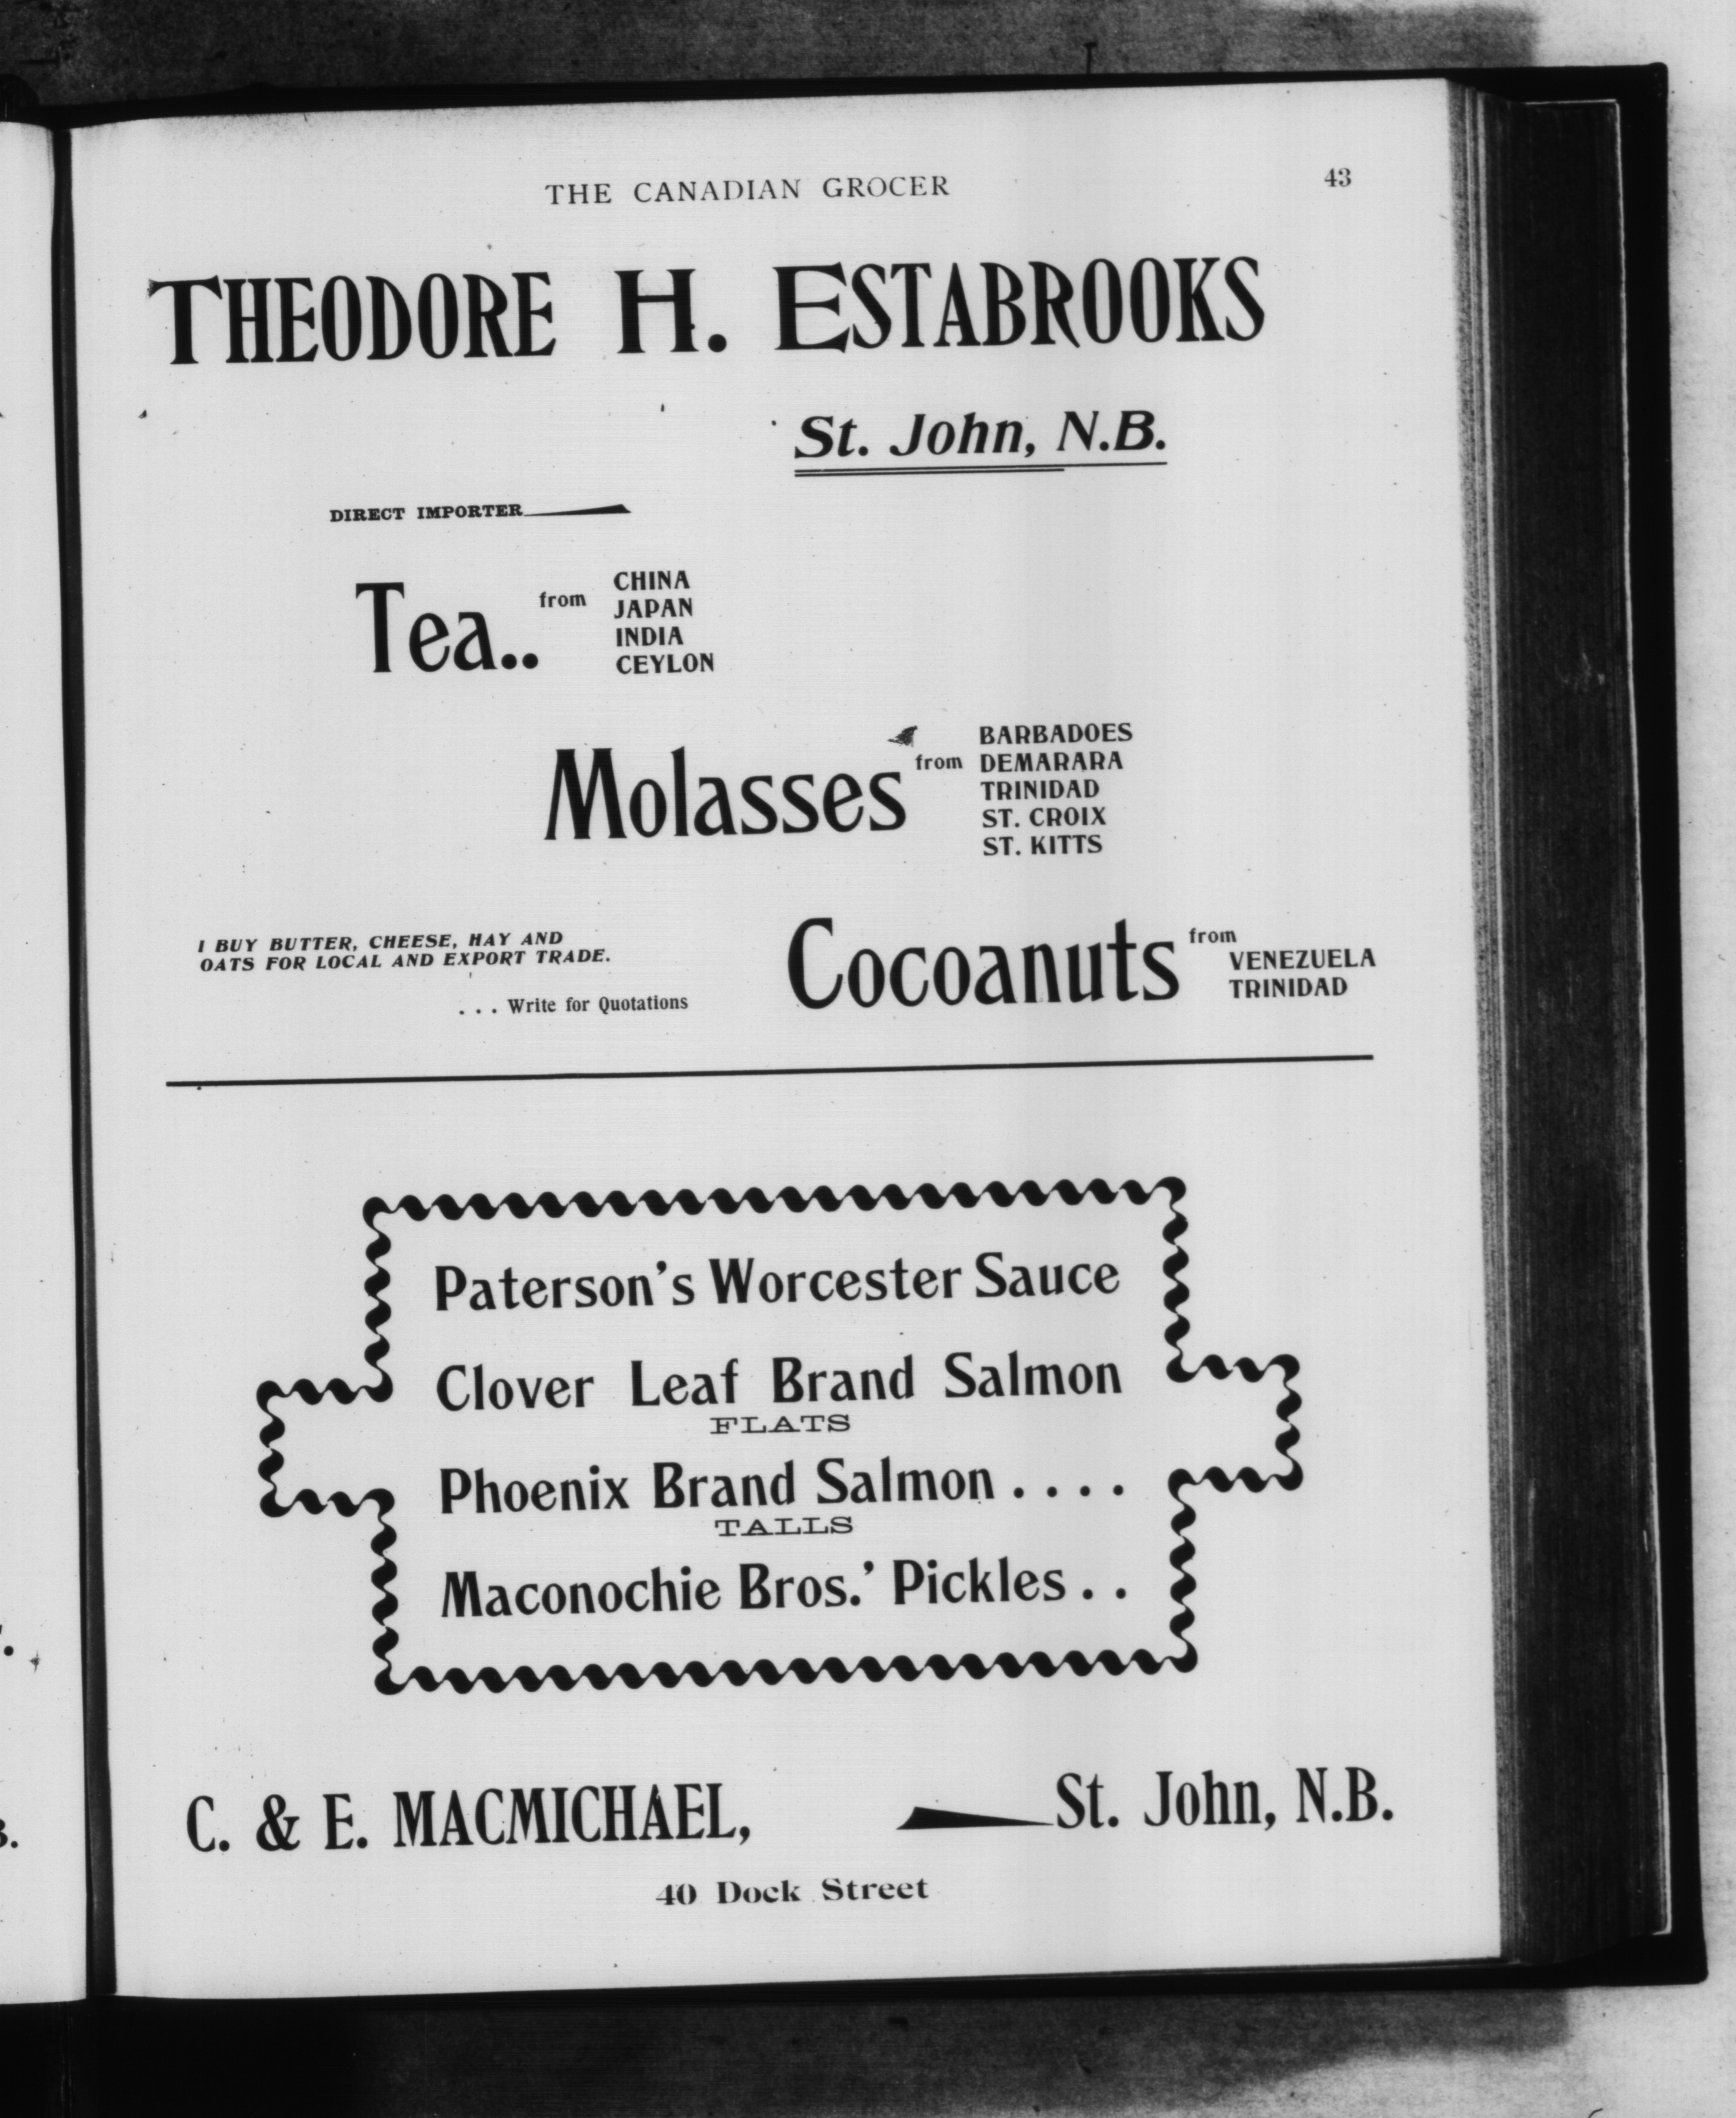 THE CANADIAN GROCER 43
THEODORE H. ESTABROOKS
St. John, N.B.
DIRECT IMPORTER
Tea.. from CHINA
JAPAN
INDIA
CEYLON
Molasses from BARBADOES
DEMARARA
TRINIDAD
ST. CROIX
ST. KITTS
I BUY BUTTER, CHEESE, HAY AND
OATS FOR LOCAL AND EXPORT TRADE.
. . . Write for Quotations
Cocoanuts from
VENEZUELA
TRINIDAD
Paterson's Worcester Sauce
Clover Leaf Brand Salmon
FLATS
Phoenix Brand Salmon . . . .
TALLS
Maconochie Bros.' Pickles . .
C. & E. MACMICHAEL, St. John, N.B.
40 Dock Street